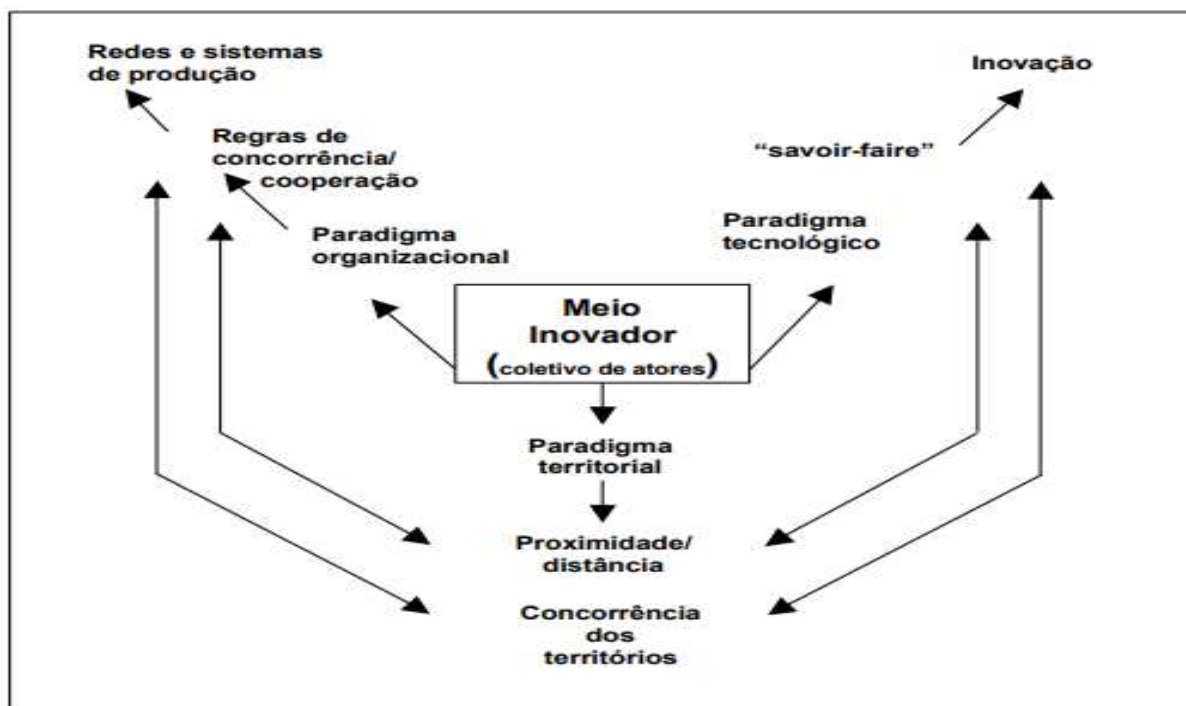 Redes e sistemas
de produção
Inovação
Regras de
concorrência/
cooperação
“savoir-faire”
Paradigma
organizacional
Paradigma
tecnológico
Meio
Inovador
(coletivo de atores)
Paradigma
territorial
Proximidade/
distância
Concorrência
dos
territórios